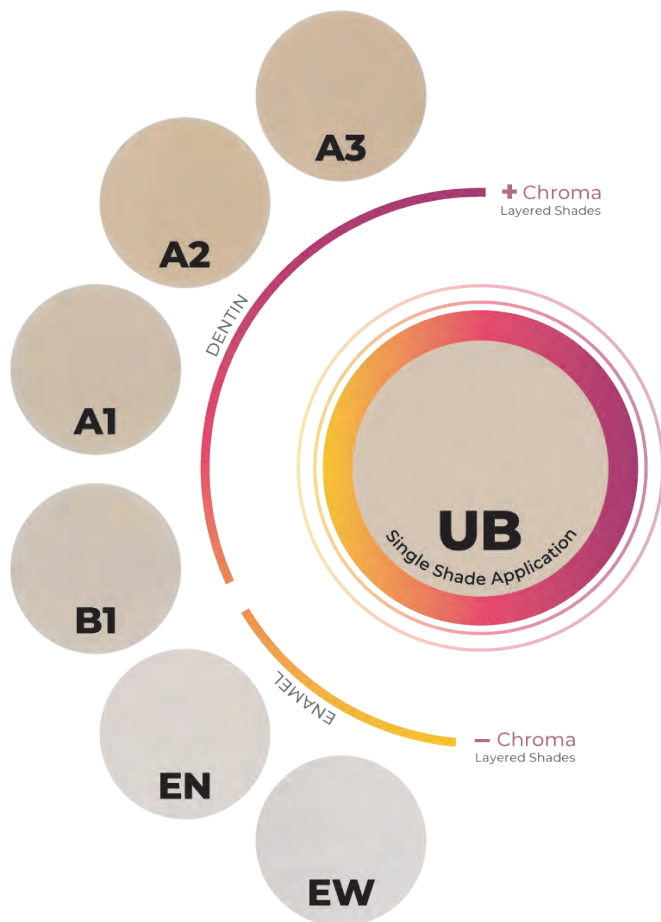 A3
A2
A1
B1
EN
EW
DENTIN
ENAMEL
+ Chroma
Layered Shades
UB
Single Shade Application
− Chroma
Layered Shades